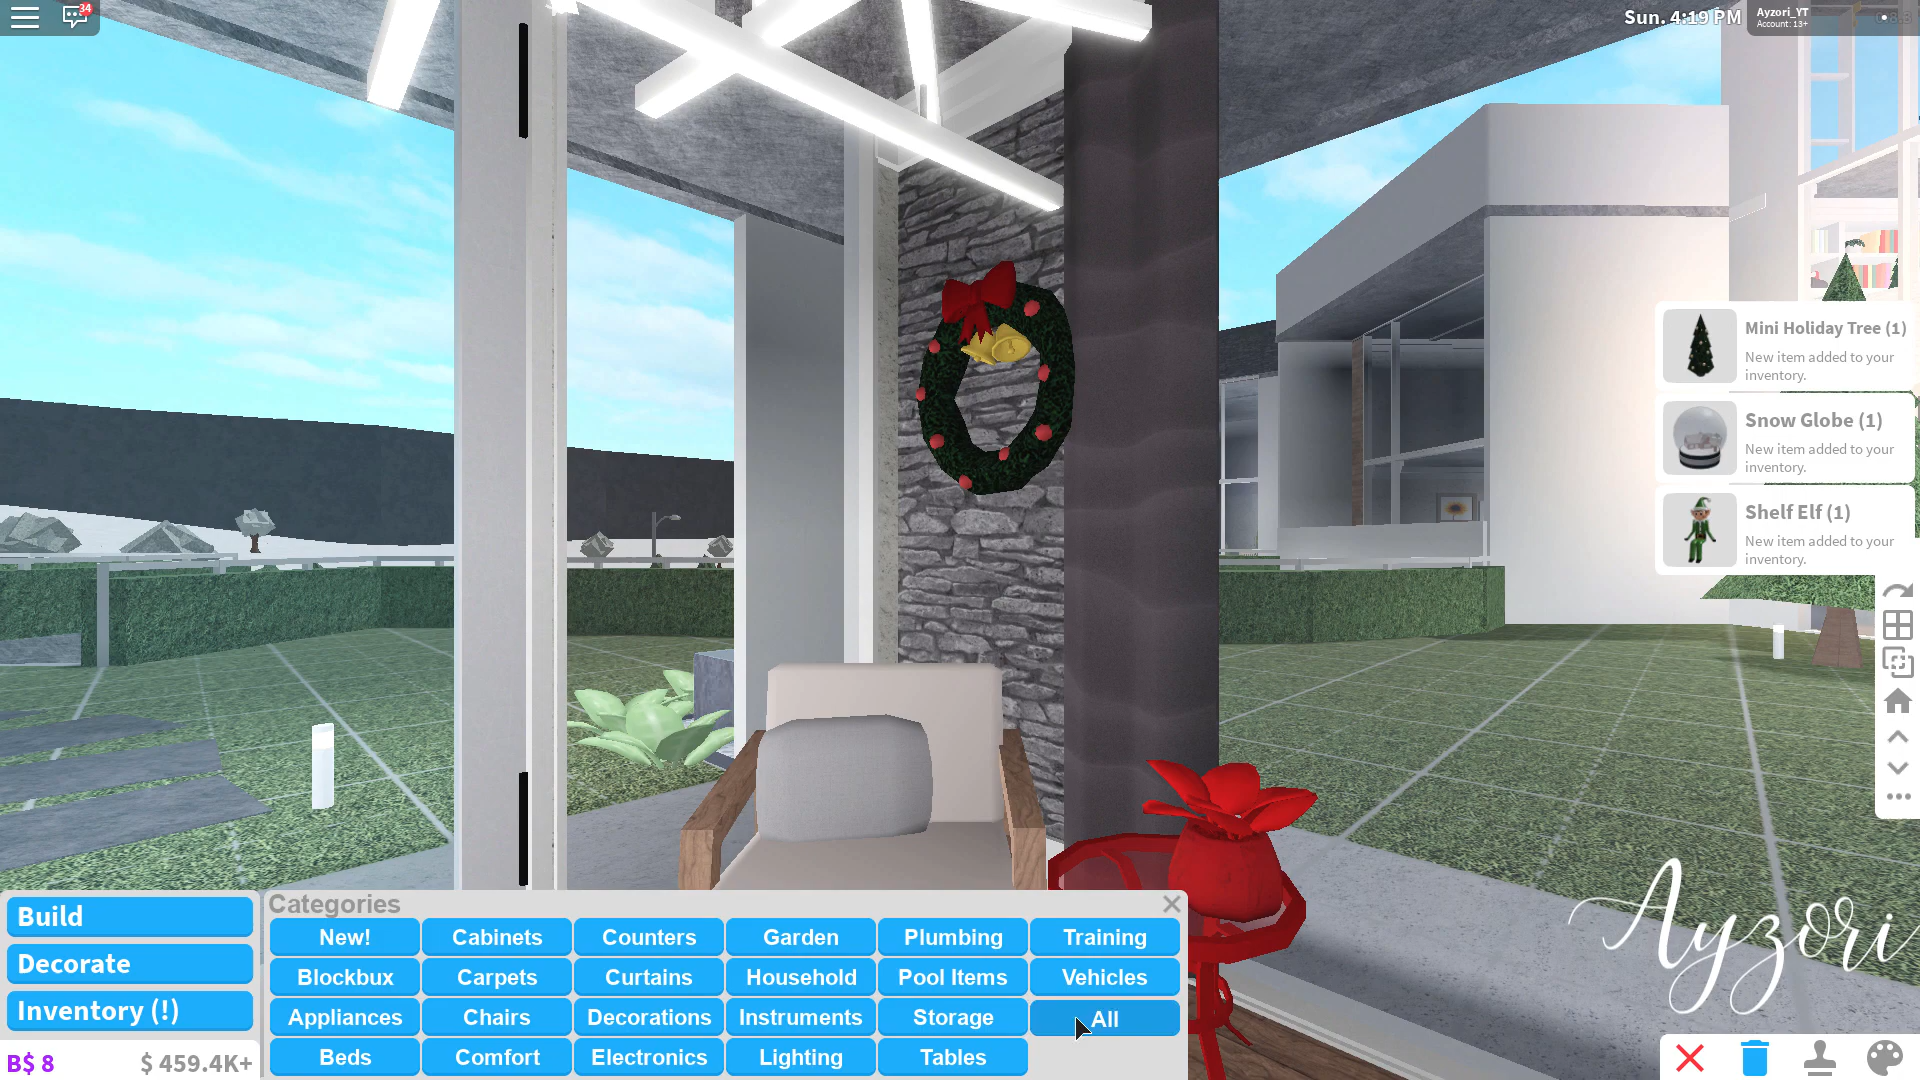 34
Sun. 4:19 PM
Ayzori_YT
Account: 13+
Mini Holiday Tree (1)
New item added to your
inventory.
Snow Globe (1)
New item added to your
inventory.
Shelf Elf (1)
New item added to your
inventory.
Ayzori
Build
Decorate
Inventory (!)
B$ 8
$ 459.4K+
Categories
New!
Cabinets
Counters
Garden
Plumbing
Training
Blockbux
Carpets
Curtains
Household
Pool Items
Vehicles
Appliances
Chairs
Decorations
Instruments
Storage
All
Beds
Comfort
Electronics
Lighting
Tables